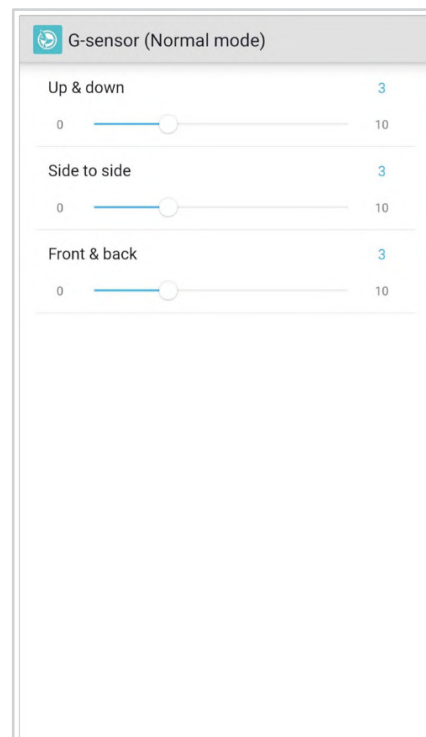 G-sensor (Normal mode)
Up & down 3
0 10
Side to side 3
0 10
Front & back 3
0 10